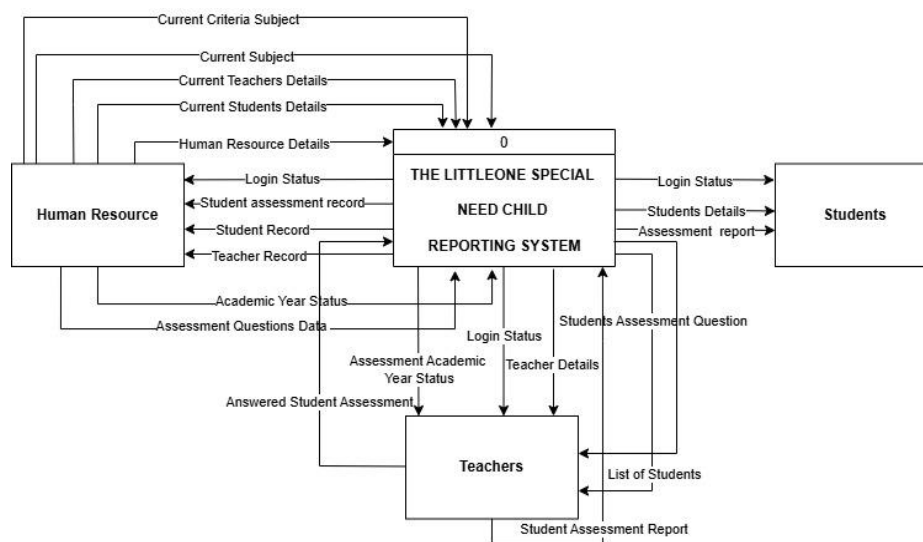 Current Criteria Subject
Current Subject
Current Teachers Details
Current Students Details
Human Resource Details
0
Human Resource
Login Status
Student assessment record
Student Record
Teacher Record
THE LITTLEONE SPECIAL
NEED CHILD
REPORTING SYSTEM
Login Status
Students Details
Assessment report
Students
Academic Year Status
Assessment Questions Data
Assessment Academic
Year Status
Login Status
Teacher Details
Students Assessment Question
Answered Student Assessment
Teachers
List of Students
Student Assessment Report